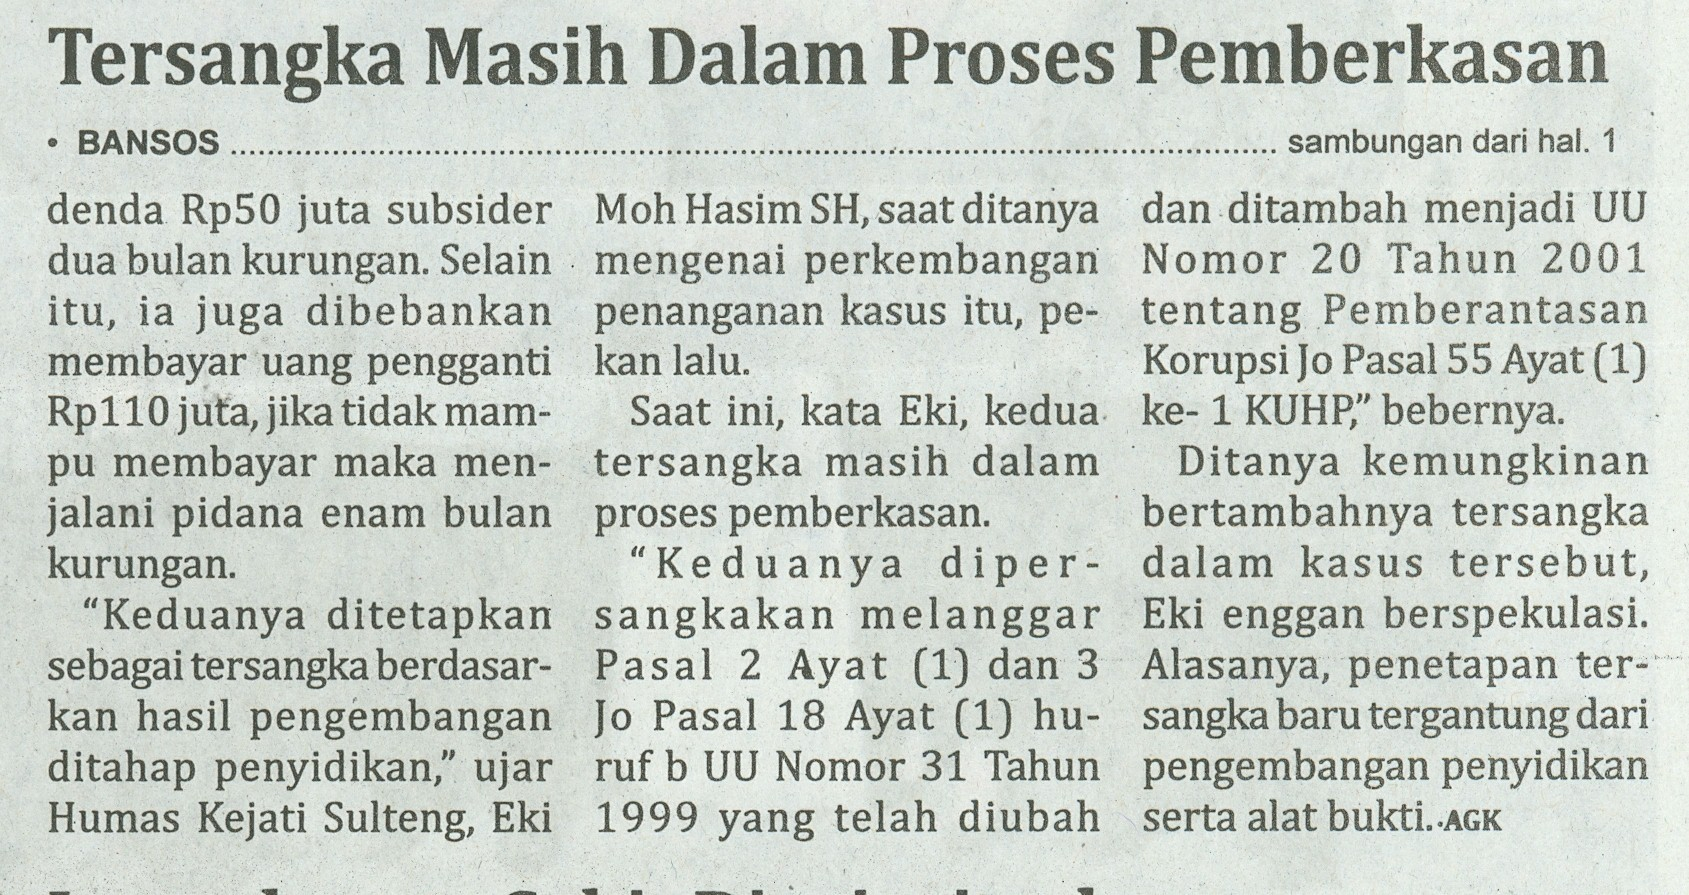 Tersangka Masih Dalam Proses Pemberkasan
• BANSOS ........................................................................................................................ sambungan dari hal. 1
denda Rp50 juta subsider
dua bulan kurungan. Selain
itu, ia juga dibebankan
membayar uang pengganti
Rp110 juta, jika tidak mam-
pu membayar maka men-
jalani pidana enam bulan
kurungan.
“Keduanya ditetapkan
sebagai tersangka berdasar-
kan hasil pengembangan
ditahap penyidikan,” ujar
Humas Kejati Sulteng, Eki
Moh Hasim SH, saat ditanya
mengenai perkembangan
penanganan kasus itu, pe-
kan lalu.
Saat ini, kata Eki, kedua
tersangka masih dalam
proses pemberkasan.
“Keduanya diper-
sangkakan melanggar
Pasal 2 Ayat (1) dan 3
Jo Pasal 18 Ayat (1) hu-
ruf b UU Nomor 31 Tahun
1999 yang telah diubah
dan ditambah menjadi UU
Nomor 20 Tahun 2001
tentang Pemberantasan
Korupsi Jo Pasal 55 Ayat (1)
ke- 1 KUHP,” bebernya.
Ditanya kemungkinan
bertambahnya tersangka
dalam kasus tersebut,
Eki enggan berspekulasi.
Alasanya, penetapan ter-
sangka baru tergantung dari
pengembangan penyidikan
serta alat bukti. •AGK